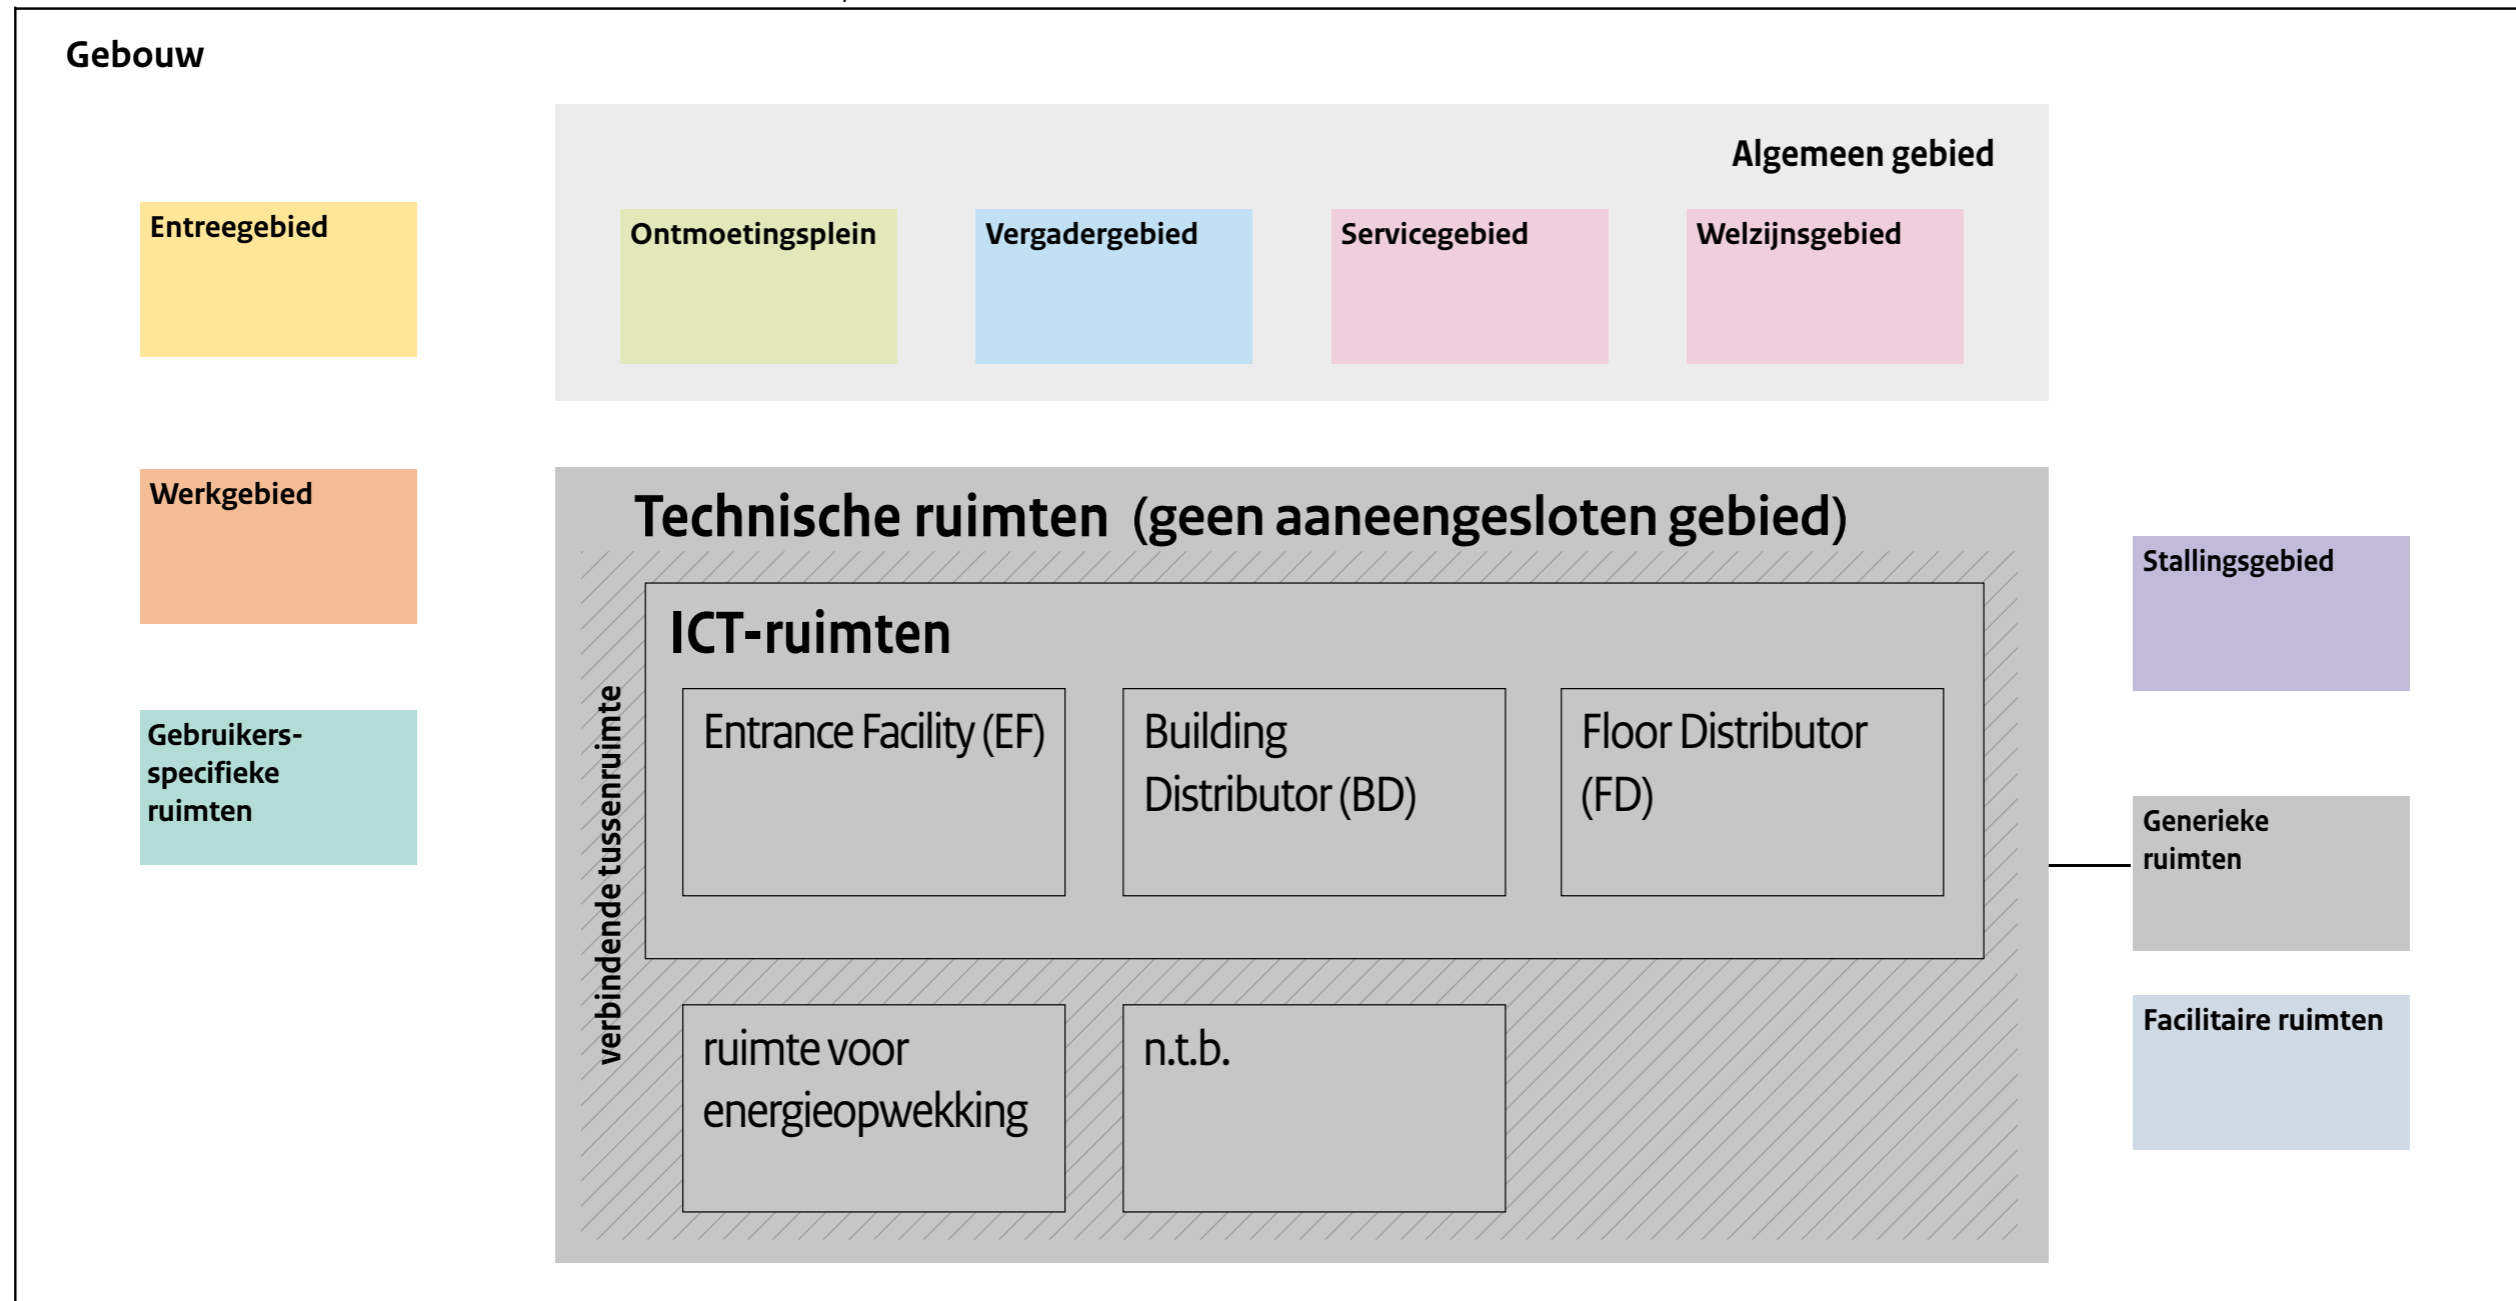 Gebouw
Algemeen gebied
Entreegebied
Ontmoetingsplein
Vergadergebied
Servicegebied
Welzijnsgebied
Werkgebied
Gebruikers-
specifieke
ruimten
Technische ruimten (geen aaneengesloten gebied)
verbindende tussenruimte
ICT-ruimten
Entrance Facility (EF)
Building
Distributor (BD)
Floor Distributor
(FD)
ruimte voor
energieopwekking
n.t.b.
Stallingsgebied
Generieke
ruimten
Facilitaire ruimten